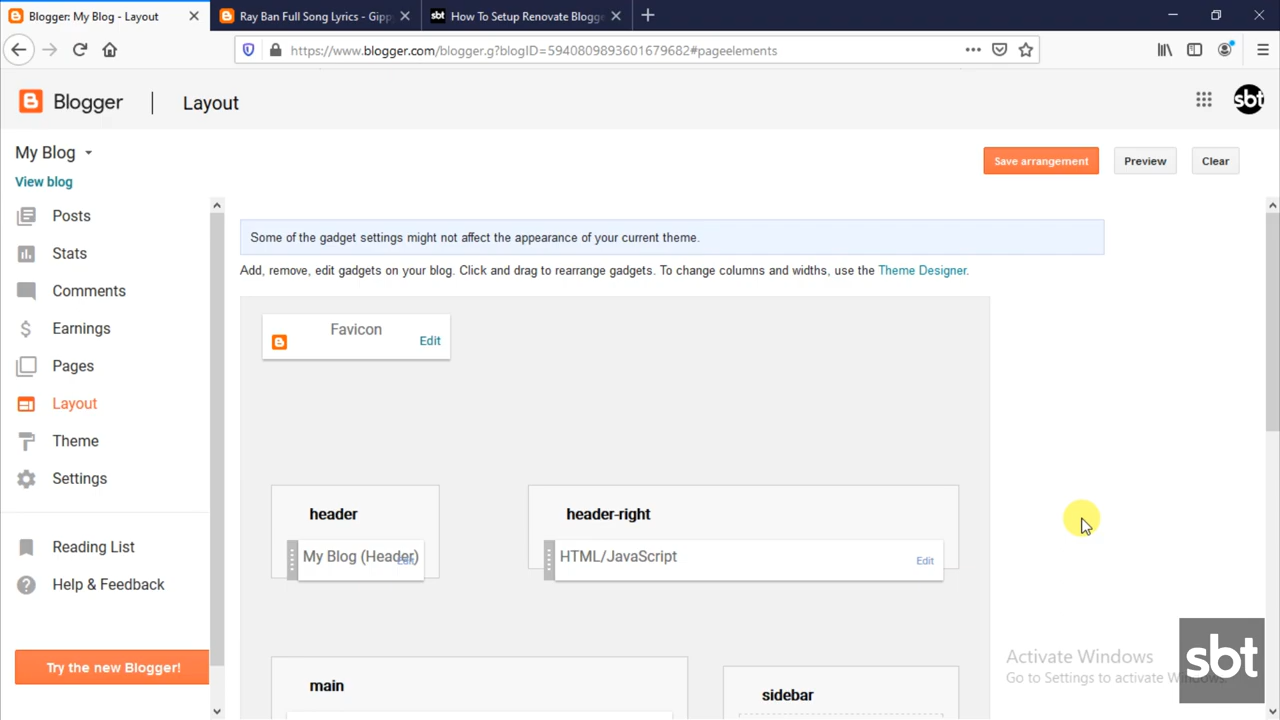 Blogger: My Blog - Layout
Ray Ban Full Song Lyrics - Gipp
sbt How To Setup Renovate Blogge
https://www.blogger.com/blogger.g?blogID=5940809893601679682#pageelements
Blogger | Layout
sbt
My Blog
Save arrangement
Preview
Clear
View blog
Posts
Stats
Comments
Earnings
Pages
Layout
Theme
Settings
Reading List
Help & Feedback
Try the new Blogger!
Some of the gadget settings might not affect the appearance of your current theme.
Add, remove, edit gadgets on your blog. Click and drag to rearrange gadgets. To change columns and widths, use the Theme Designer.
Favicon
Edit
header
My Blog (Header)
Edit
header-right
HTML/JavaScript
Edit
main
sidebar
Activate Windows
Go to Settings to activate Windows.
sbt